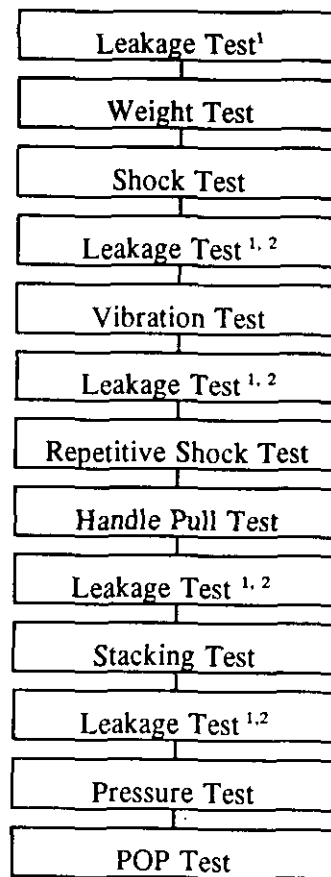 Leakage Test¹
Weight Test
Shock Test
Leakage Test ¹, ²
Vibration Test
Leakage Test ¹, ²
Repetitive Shock Test
Handle Pull Test
Leakage Test ¹, ²
Stacking Test
Leakage Test ¹,²
Pressure Test
POP Test